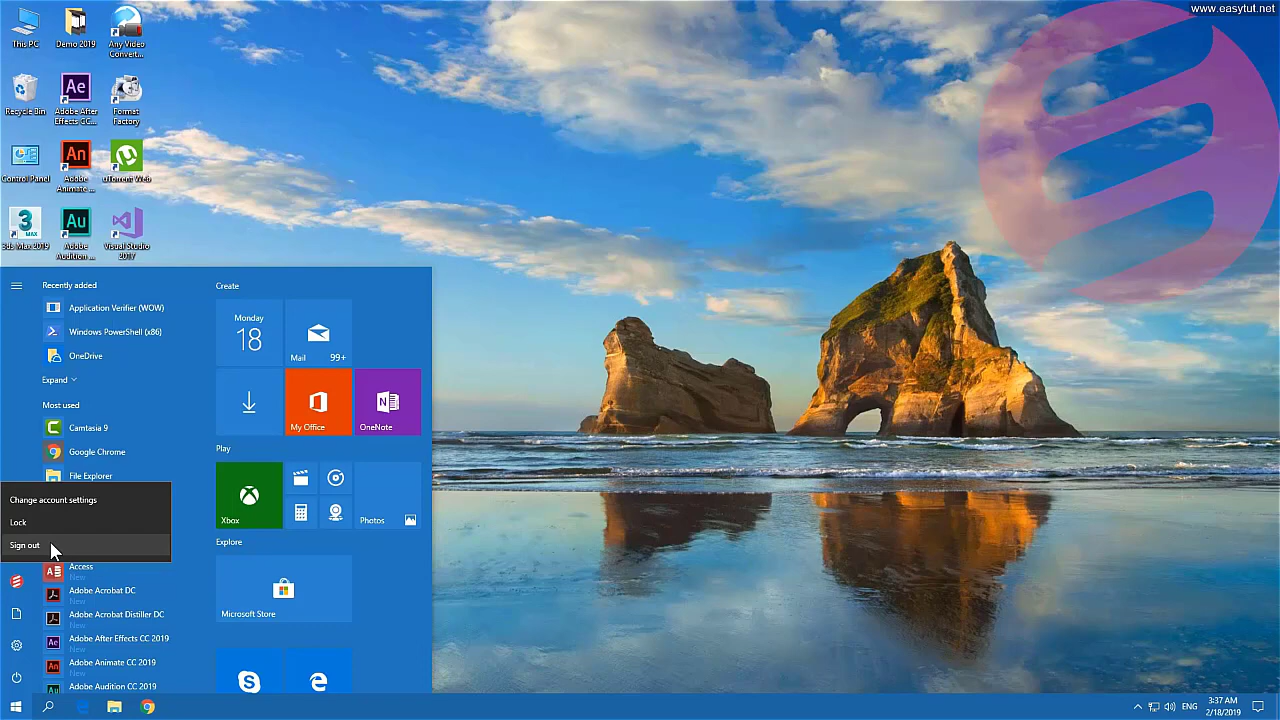 www.easytut.net
This PC
Demo 2019
Any Video
Convert...
Recycle Bin
Adobe After
Effects CC...
Format
Factory
Control Panel
Adobe
Animate ...
uTorrent Web
3ds Max 2019
Adobe
Audition ...
Visual Studio
2017
Recently added
Application Verifier (WOW)
Windows PowerShell (x86)
OneDrive
Expand
Most used
Camtasia 9
Google Chrome
File Explorer
Change account settings
Lock
Sign out
Access
New
Adobe Acrobat DC
New
Adobe Acrobat Distiller DC
New
Adobe After Effects CC 2019
New
Adobe Animate CC 2019
New
Adobe Audition CC 2019
Create
Monday
18
Mail
99+
My Office
OneNote
Play
Xbox
Photos
Explore
Microsoft Store
ENG
3:37 AM
2/18/2019